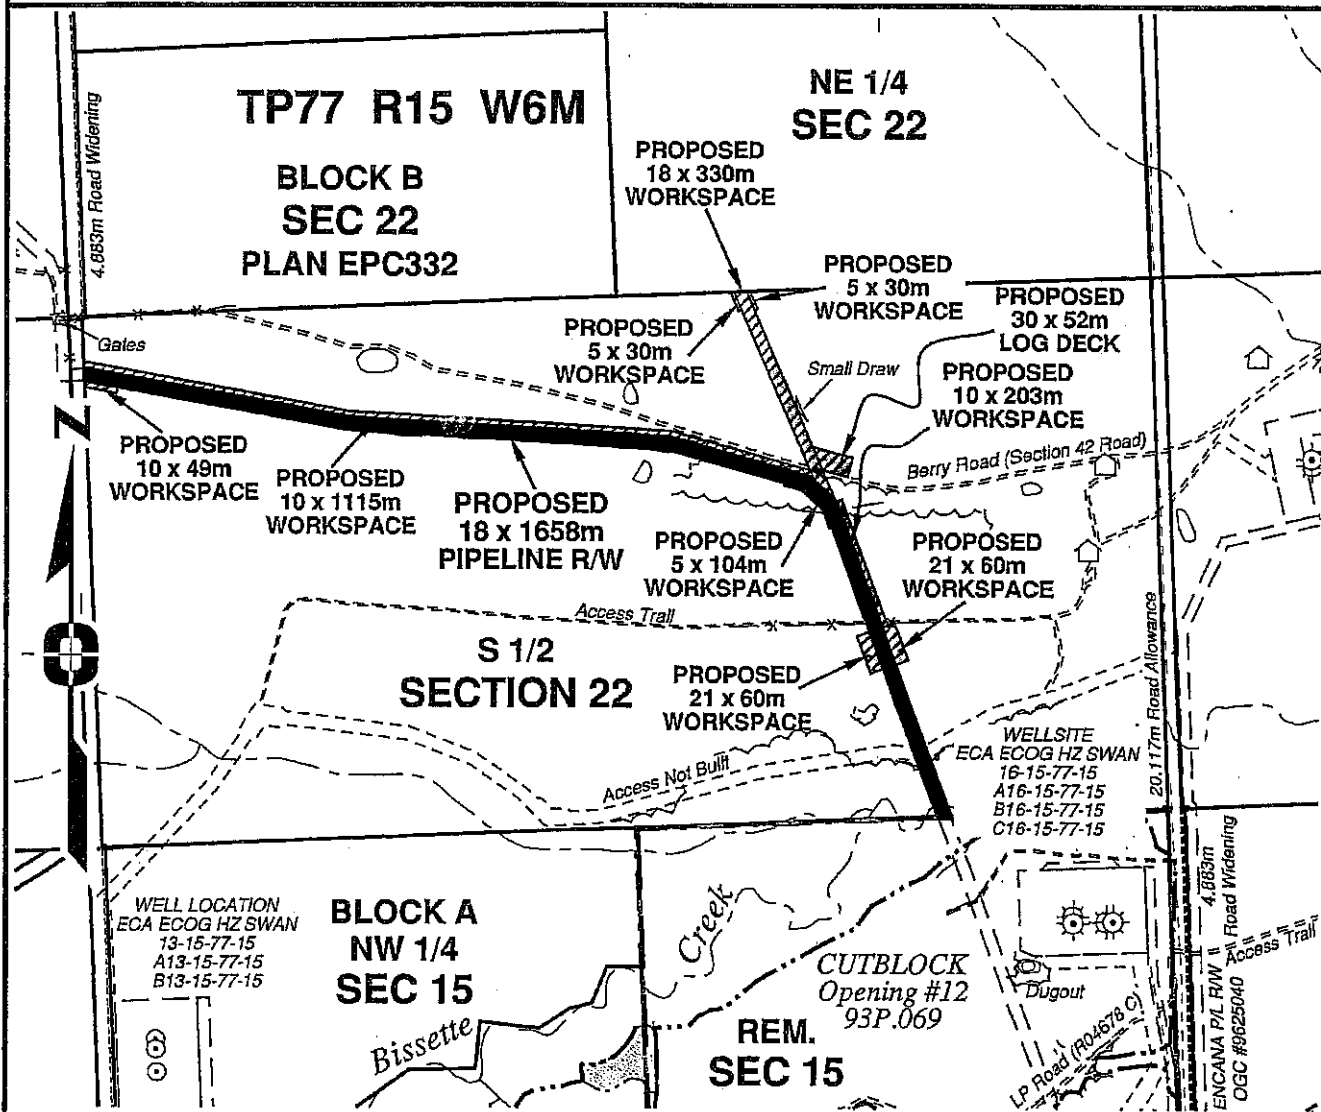 TP77 R15 W6M
BLOCK B
SEC 22
PLAN EPC332
4.883m Road Widening
NE 1/4
SEC 22
PROPOSED
18 x 330m
WORKSPACE
PROPOSED
5 x 30m
WORKSPACE
PROPOSED
5 x 30m
WORKSPACE
PROPOSED
30 x 52m
LOG DECK
Small Draw
PROPOSED
10 x 203m
WORKSPACE
Gates
PROPOSED
10 x 49m
WORKSPACE
PROPOSED
10 x 1115m
WORKSPACE
PROPOSED
18 x 1658m
PIPELINE R/W
Berry Road (Section 42 Road)
PROPOSED
5 x 104m
WORKSPACE
PROPOSED
21 x 60m
WORKSPACE
Access Trail
S 1/2
SECTION 22
PROPOSED
21 x 60m
WORKSPACE
20.117m Road Allowance
Access Not Built
WELLSITE
ECA ECOG HZ SWAN
16-15-77-15
A16-15-77-15
B16-15-77-15
C16-15-77-15
WELL LOCATION
ECA ECOG HZ SWAN
13-15-77-15
A13-15-77-15
B13-15-77-15
BLOCK A
NW 1/4
SEC 15
Bissette
Creek
CUTBLOCK
Opening #12
93P.069
Dugout
REM.
SEC 15
LP Road (R04678 C)
4.883m
Road Widening
Access Trail
ENCANA P/L R/W
OGC #9625040
N